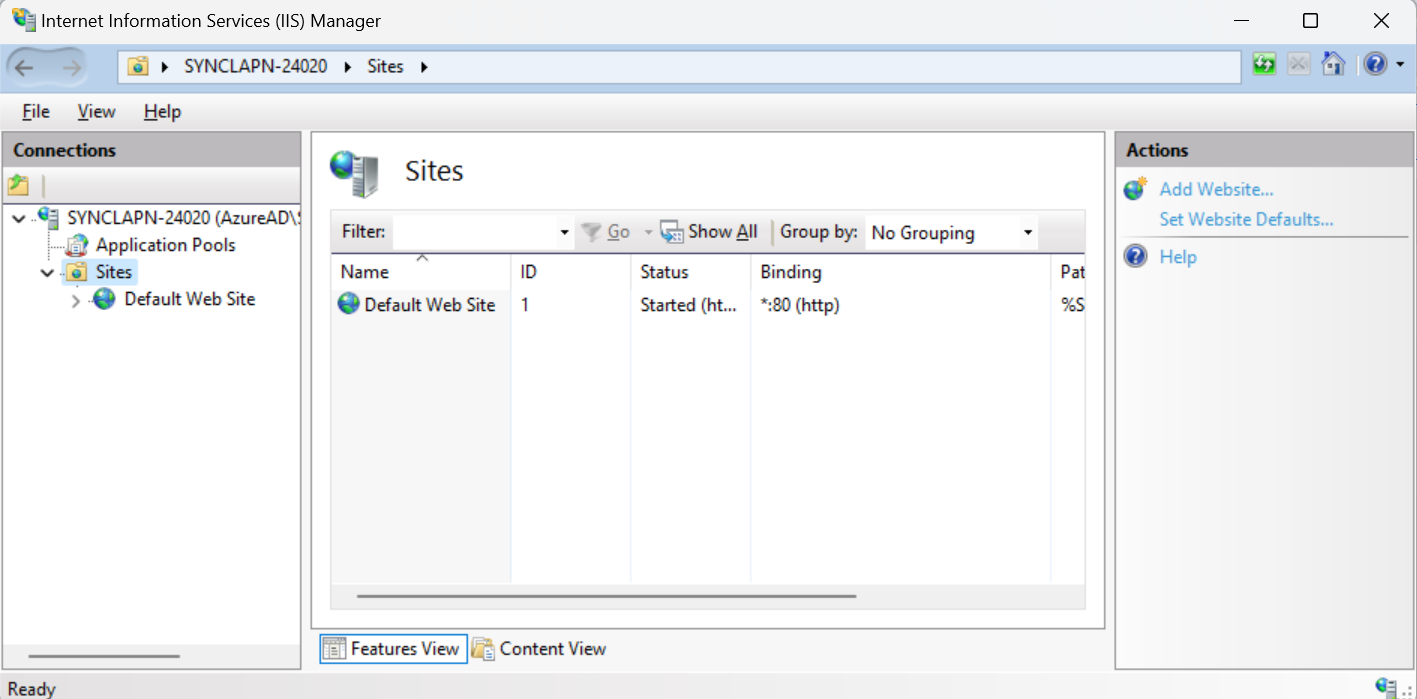 Internet Information Services (IIS) Manager
SYNCLAPN-24020 Sites
File View Help
Connections
SYNCLAPN-24020 (AzureAD\S
Application Pools
Sites
Default Web Site
Sites
Filter: Go Show All Group by: No Grouping
Name ID Status Binding Pat
Default Web Site 1 Started (ht... *:80 (http) %S
Features View Content View
Actions
Add Website...
Set Website Defaults...
Help
Ready